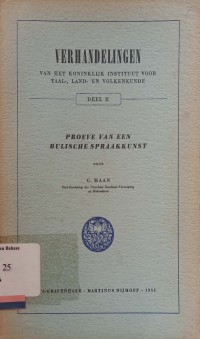 VERHANDELINGEN
VAN HET KONINKLIJK INSTITUUT VOOR
TAAL-, LAND- EN VOLKENKUNDE
DEEL X
PROEVE VAN EEN
BULISCHE SPRAAKKUNST
DOOR
G. MAAN
'S-GRAVENHAGE - MARTINUS NIJHOFF - 1951
25